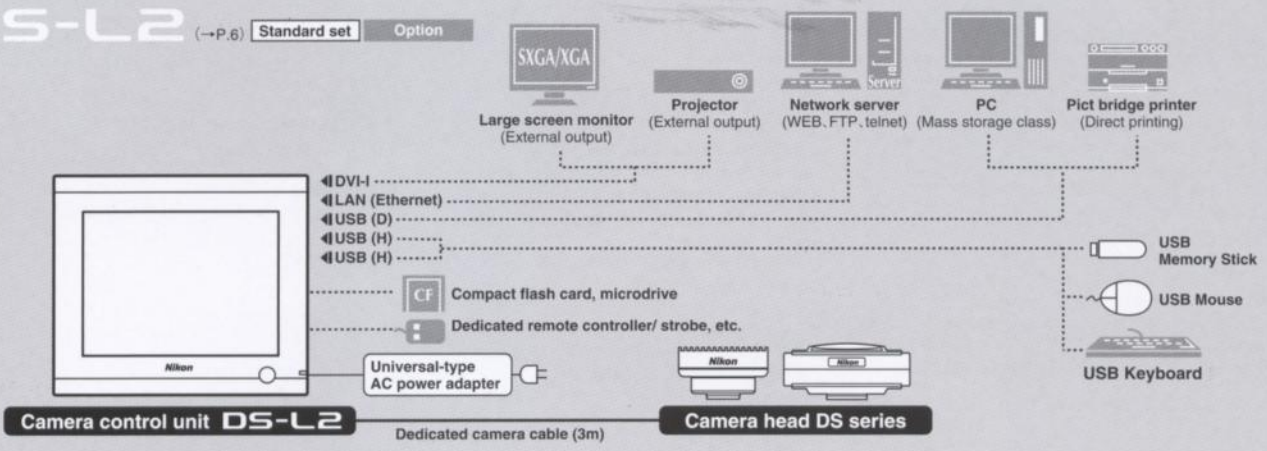 S-L2 (→P.6) Standard set Option
SXGA/XGA
Server
Large screen monitor
(External output)
Projector
(External output)
Network server
(WEB、FTP、telnet)
PC
(Mass storage class)
Pict bridge printer
(Direct printing)
DVI-I
LAN (Ethernet)
USB (D)
USB (H)
USB (H)
USB
Memory Stick
CF
Compact flash card, microdrive
USB Mouse
Dedicated remote controller/ strobe, etc.
Nikon
Universal-type
AC power adapter
Nikon
Nikon
USB Keyboard
Camera control unit DS-L2
Dedicated camera cable (3m)
Camera head DS series